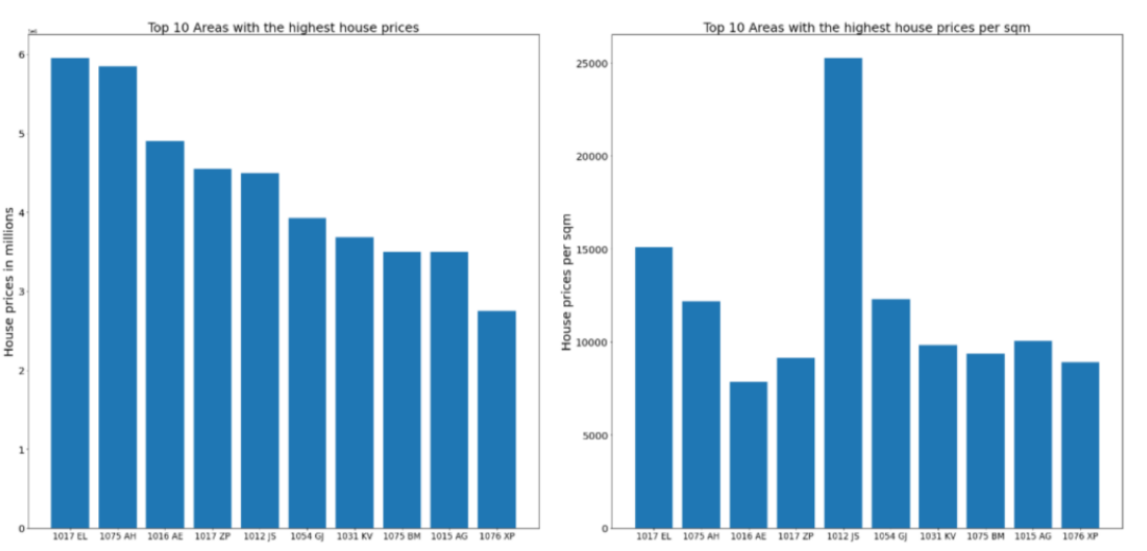 Top 10 Areas with the highest house prices
House prices in millions
6
5
4
3
2
1
0
1017 EL 1075 AH 1016 AE 1017 ZP 1012 JS 1054 GJ 1031 KV 1075 BM 1015 AG 1076 XP
Top 10 Areas with the highest house prices per sqm
House prices per sqm
25000
20000
15000
10000
5000
0
1017 EL 1075 AH 1016 AE 1017 ZP 1012 JS 1054 GJ 1031 KV 1075 BM 1015 AG 1076 XP